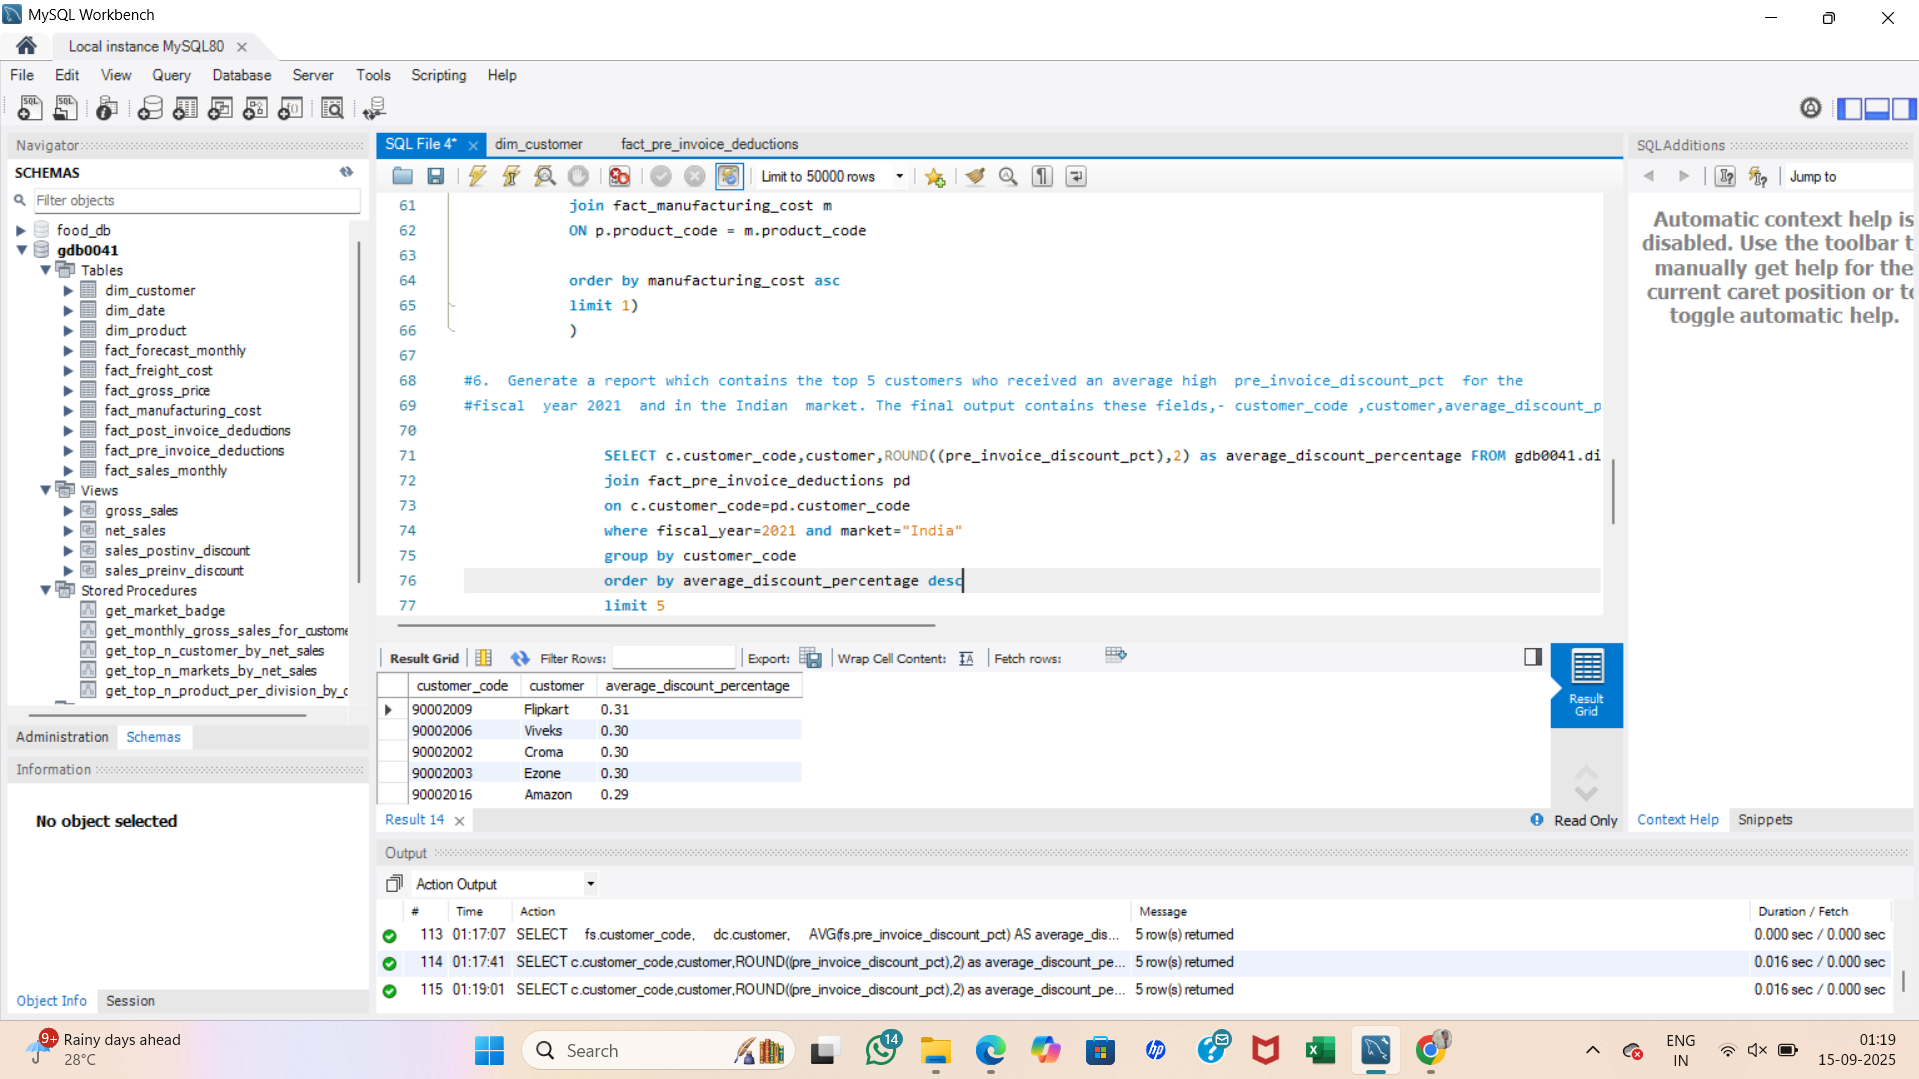 MySQL Workbench
Local instance MySQL80
File Edit View Query Database Server Tools Scripting Help
Navigator
SCHEMAS
Filter objects
food_db
gdb0041
Tables
dim_customer
dim_date
dim_product
fact_forecast_monthly
fact_freight_cost
fact_gross_price
fact_manufacturing_cost
fact_post_invoice_deductions
fact_pre_invoice_deductions
fact_sales_monthly
Views
gross_sales
net_sales
sales_postinv_discount
sales_preinv_discount
Stored Procedures
get_market_badge
get_monthly_gross_sales_for_custome
get_top_n_customer_by_net_sales
get_top_n_markets_by_net_sales
get_top_n_product_per_division_by_c
Administration Schemas
Information
No object selected
Object Info Session
SQL File 4* dim_customer fact_pre_invoice_deductions
Limit to 50000 rows
61 join fact_manufacturing_cost m
62 ON p.product_code = m.product_code
63
64 order by manufacturing_cost asc
65 limit 1)
66 )
67
68 #6. Generate a report which contains the top 5 customers who received an average high pre_invoice_discount_pct for the
69 #fiscal year 2021 and in the Indian market. The final output contains these fields,- customer_code ,customer,average_discount_p
70
71 SELECT c.customer_code,customer,ROUND((pre_invoice_discount_pct),2) as average_discount_percentage FROM gdb0041.di
72 join fact_pre_invoice_deductions pd
73 on c.customer_code=pd.customer_code
74 where fiscal_year=2021 and market="India"
75 group by customer_code
76 order by average_discount_percentage desc
77 limit 5
Result Grid Filter Rows: Export: Wrap Cell Content: Fetch rows:
customer_code customer average_discount_percentage
90002009 Flipkart 0.31
90002006 Viveks 0.30
90002002 Croma 0.30
90002003 Ezone 0.30
90002016 Amazon 0.29
Result Grid
Result 14
Read Only
Output
Action Output
# Time Action Message Duration / Fetch
113 01:17:07 SELECT fs.customer_code, dc.customer, AVG(fs.pre_invoice_discount_pct) AS average_dis... 5 row(s) returned 0.000 sec / 0.000 sec
114 01:17:41 SELECT c.customer_code,customer,ROUND((pre_invoice_discount_pct),2) as average_discount_pe... 5 row(s) returned 0.016 sec / 0.000 sec
115 01:19:01 SELECT c.customer_code,customer,ROUND((pre_invoice_discount_pct),2) as average_discount_pe... 5 row(s) returned 0.016 sec / 0.000 sec
SQLAdditions
Jump to
Automatic context help is
disabled. Use the toolbar t
manually get help for the
current caret position or to
toggle automatic help.
Context Help Snippets
9+
Rainy days ahead
28°C
Search
14
ENG
IN
01:19
15-09-2025